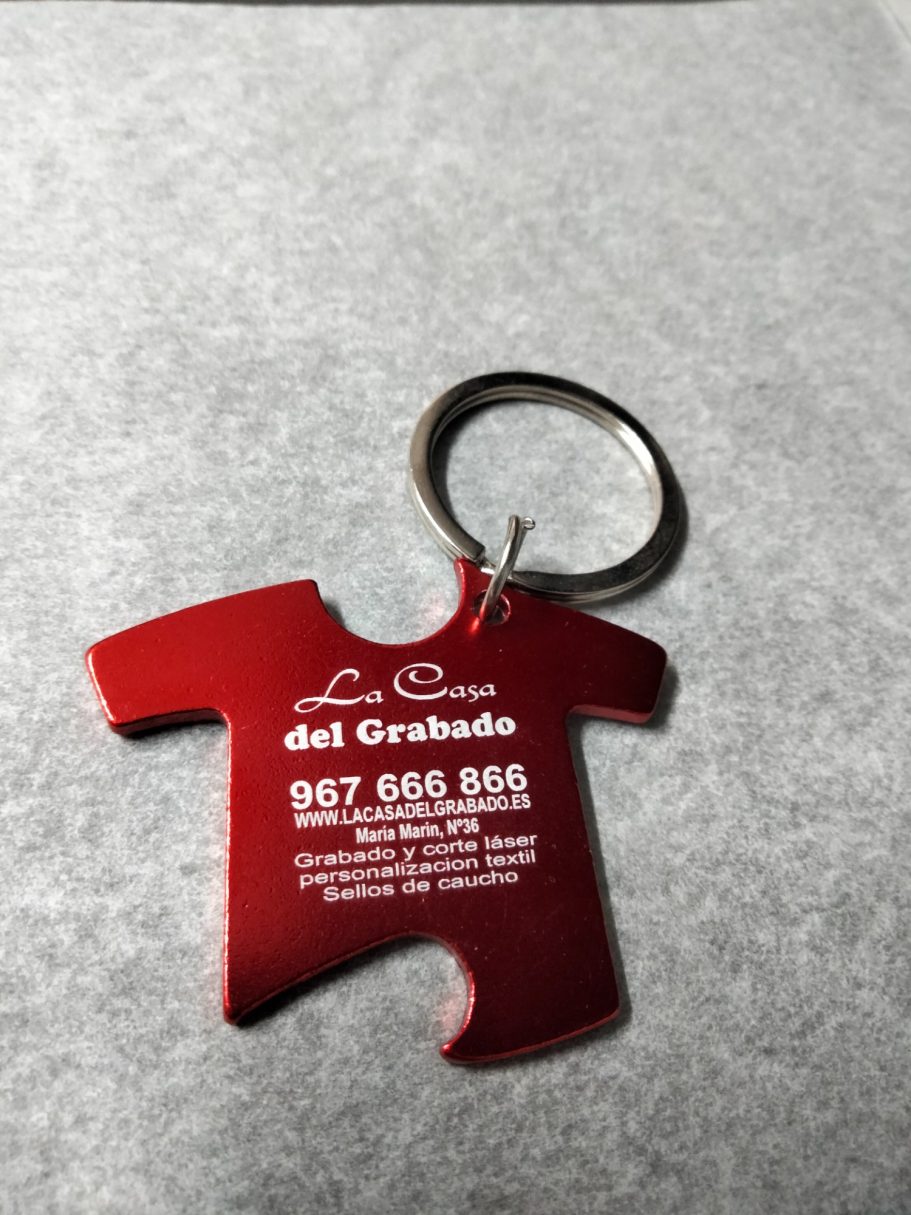 La Casa
del Grabado
967 666 866
WWW.LACASADELGRABADO.ES
María Marin, Nº36
Grabado y corte láser
personalizacion textil
Sellos de caucho